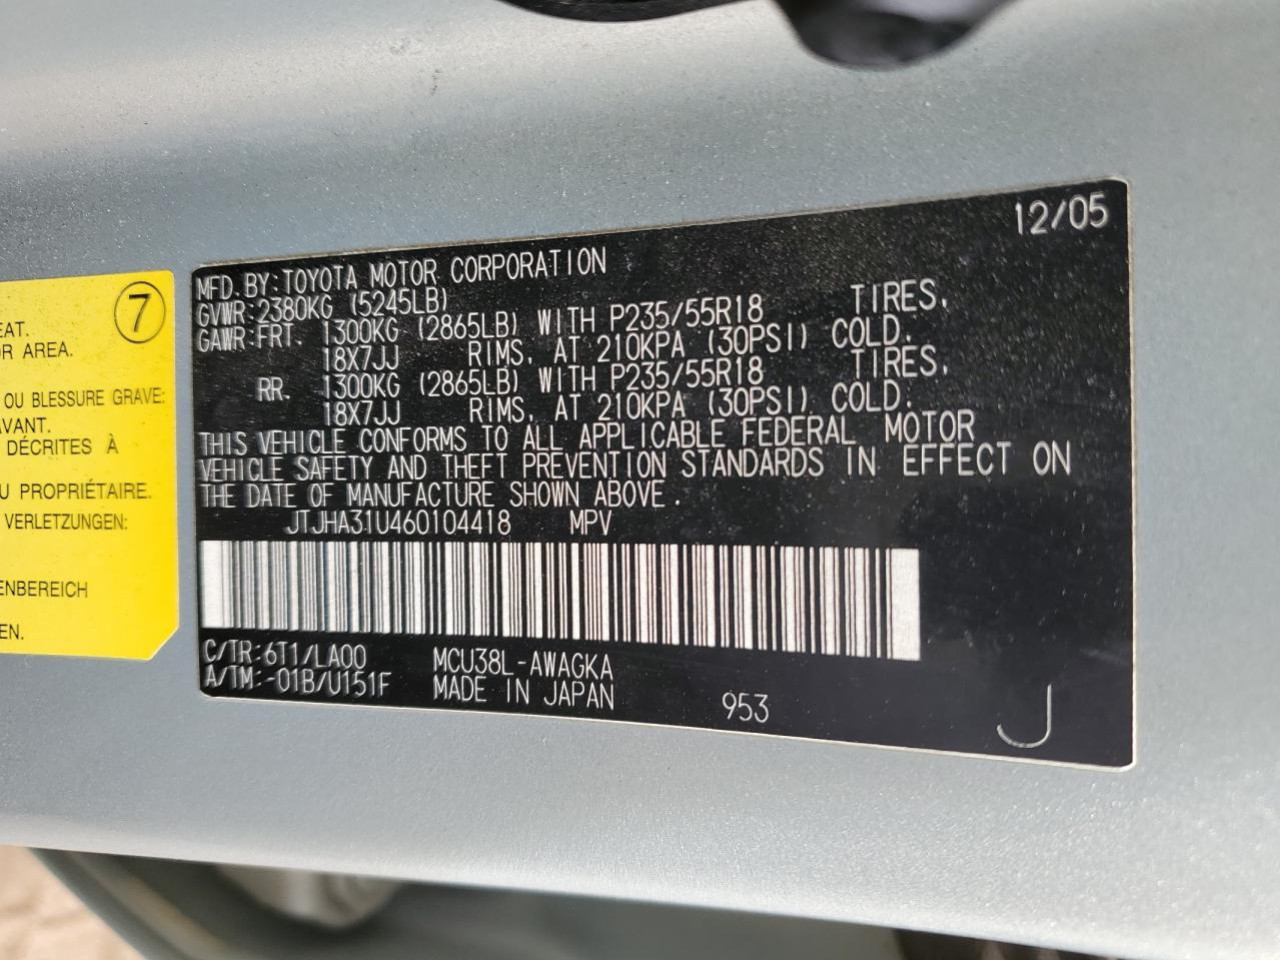 12/05
MFD. BY: TOYOTA MOTOR CORPORATION
GVWR: 2380KG (5245LB)
GAWR: FRT. 1300KG (2865LB) WITH P235/55R18 TIRES,
18X7JJ RIMS, AT 210KPA (30PSI) COLD.
RR. 1300KG (2865LB) WITH P235/55R18 TIRES,
18X7JJ RIMS, AT 210KPA (30PSI) COLD.
THIS VEHICLE CONFORMS TO ALL APPLICABLE FEDERAL MOTOR
VEHICLE SAFETY AND THEFT PREVENTION STANDARDS IN EFFECT ON
THE DATE OF MANUFACTURE SHOWN ABOVE.
JTJHA31U460104418 MPV
C/TR: 6T1/LA00 MCU38L-AWAGKA
A/TM: -01B/U151F MADE IN JAPAN 953
J
7
EAT.
OR AREA.
OU BLESSURE GRAVE:
AVANT.
DÉCRITES À
U PROPRIÉTAIRE.
VERLETZUNGEN:
ENBEREICH
EN.